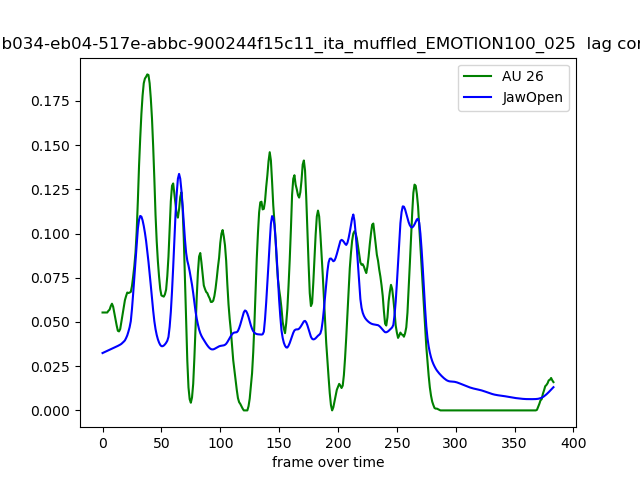 b034-eb04-517e-abbc-900244f15c11_ita_muffled_EMOTION100_025 lag
AU 26
JawOpen
0.175
0.150
0.125
0.100
0.075
0.050
0.025
0.000
0 50 100 150 200 250 300 350 400
frame over time